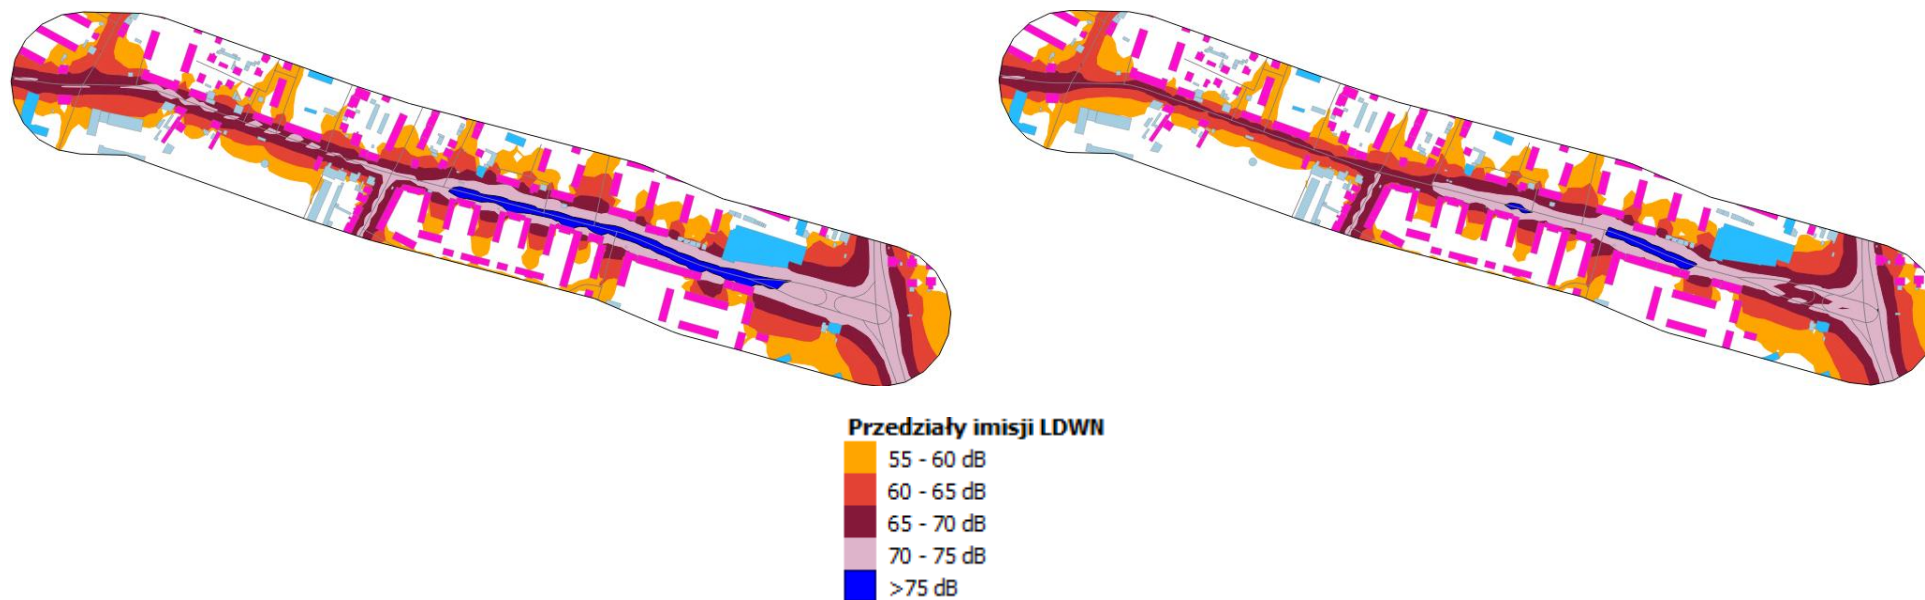 Przedziały imisji LDWN
55 - 60 dB
60 - 65 dB
65 - 70 dB
70 - 75 dB
>75 dB